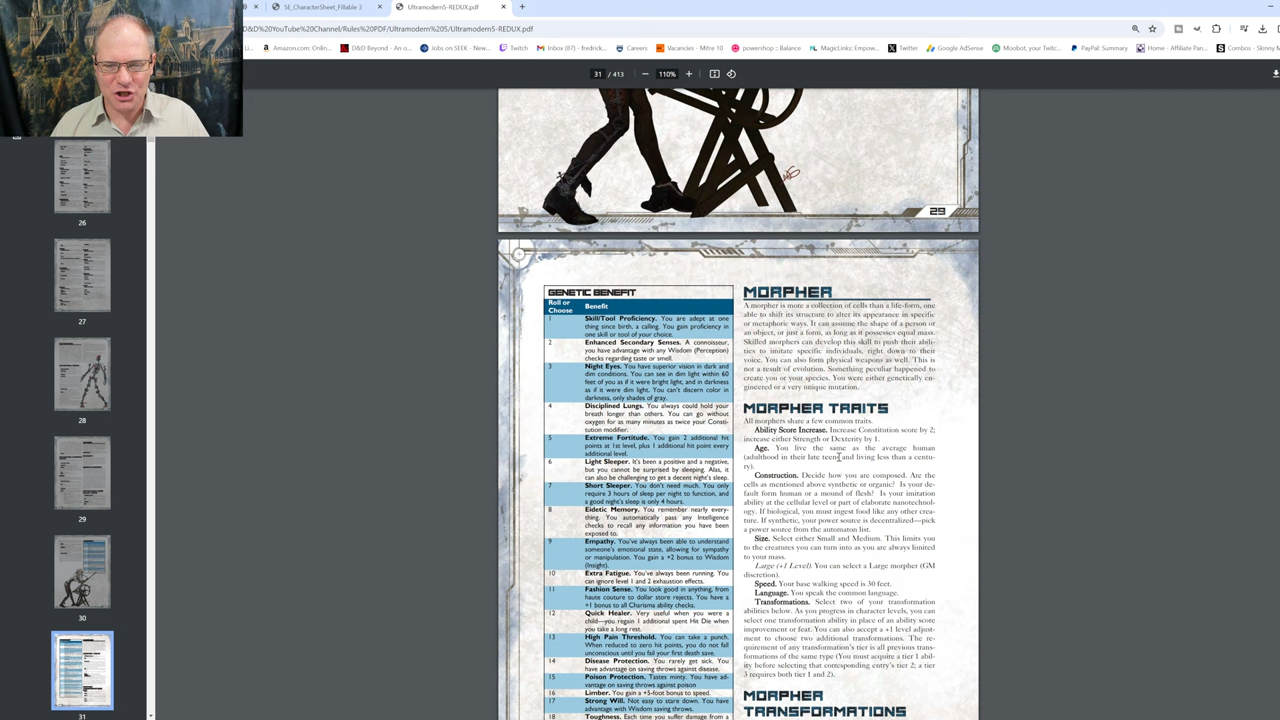 5E_CharacterSheet_Fillable 3
Ultramodern5-REDUX.pdf
D&D%20YouTube%20Channel/Rules%20PDF/Ultramodern%205/Ultramodern5-REDUX.pdf
Amazon.com: Onlin...
D&D Beyond - An o...
Jobs on SEEK - New...
Twitch
Inbox (87) - fredrick...
Careers
Vacancies - Mitre 10
powershop :: Balance
MagicLinks: Empow...
Twitter
Google AdSense
Moobot, your Twitc...
PayPal: Summary
Home - Affiliate Pan...
Combos - Skinny M
31 / 413
110%
26
27
28
29
30
31
29
GENETIC BENEFIT
Roll or
Choose
Benefit
1 Skill/Tool Proficiency. You are adept at one
thing since birth, a calling. You gain proficiency in
one skill or tool of your choice.
2 Enhanced Secondary Senses. A connoisseur,
you have advantage with any Wisdom (Perception)
checks regarding taste or smell.
3 Night Eyes. You have superior vision in dark and
dim conditions. You can see in dim light within 60
feet of you as if it were bright light, and in darkness
as if it were dim light. You can't discern color in
darkness, only shades of gray.
4 Disciplined Lungs. You always could hold your
breath longer than others. You can go without
oxygen for as many minutes as twice your Consti-
tution modifier.
5 Extreme Fortitude. You gain 2 additional hit
points at 1st level, plus 1 additional hit point every
additional level.
6 Light Sleeper. It's been a positive and a negative,
but you cannot be surprised by sleeping. Alas, it
can also be challenging to get a decent night's sleep.
7 Short Sleeper. You don't need much. You only
require 3 hours of sleep per night to function, and
a good night's sleep is only 4 hours.
8 Eidetic Memory. You remember nearly every-
thing. You automatically pass any Intelligence
checks to recall any information you have been
exposed to.
9 Empathy. You've always been able to understand
someone's emotional state, allowing for sympathy
or manipulation. You gain a +2 bonus to Wisdom
(Insight).
10 Extra Fatigue. You've always been running. You
can ignore level 1 and 2 exhaustion effects.
11 Fashion Sense. You look good in anything, from
haute couture to dollar store rejects. You have a
+1 bonus to all Charisma ability checks.
12 Quick Healer. Very useful when you were a
child—you regain 1 additional spent Hit Die when
you take a long rest.
13 High Pain Threshold. You can take a punch.
When reduced to zero hit points, you do not fall
unconscious until you fail your first death save.
14 Disease Protection. You rarely get sick. You
have advantage on saving throws against disease.
15 Poison Protection. Tastes minty. You have ad-
vantage on saving throws against poison
16 Limber. You gain a +5-foot bonus to speed.
17 Strong Will. Not easy to stare down. You have
advantage with Wisdom saving throws.
18 Toughness. Each time you suffer damage from a
MORPHER
A morpher is more a collection of cells than a life-form, one
able to shift its structure to alter its appearance in specific
or metaphoric ways. It can assume the shape of a person or
an object, or just a form, as long as it possesses equal mass.
Skilled morphers can develop this skill to push their abili-
ties to imitate specific individuals, right down to their
voice. You can also form physical weapons as well. This is
not a result of evolution. Something peculiar happened to
create you or your species. You were either genetically en-
gineered or a very unique mutation.
MORPHER TRAITS
All morphers share a few common traits.
Ability Score Increase. Increase Constitution score by 2;
increase either Strength or Dexterity by 1.
Age. You live the same as the average human
(adulthood in their late teens and living less than a centu-
ry).
Construction. Decide how you are composed. Are the
cells as mentioned above synthetic or organic? Is your de-
fault form human or a mound of flesh? Is your imitation
ability at the cellular level or part of elaborate nanotechnol-
ogy. If biological, you must ingest food like any other crea-
ture. If synthetic, your power source is decentralized—pick
a power source from the automaton list.
Size. Select either Small and Medium. This limits you
to the creatures you can turn into as you are always limited
to your mass.
Large (+1 Level). You can select a Large morpher (GM
discretion).
Speed. Your base walking speed is 30 feet.
Language. You speak the common language.
Transformations. Select two of your transformation
abilities below. As you progress in character levels, you can
select one transformation ability in place of an ability score
improvement or feat. You can also accept a +1 level adjust-
ment to choose two additional transformations. The re-
quirement of any transformation's tier is all previous trans-
formations of the same type (You must acquire a tier 1 abil-
ity before selecting that corresponding entry's tier 2; a tier
3 requires both tier 1 and 2).
MORPHER
TRANSFORMATIONS